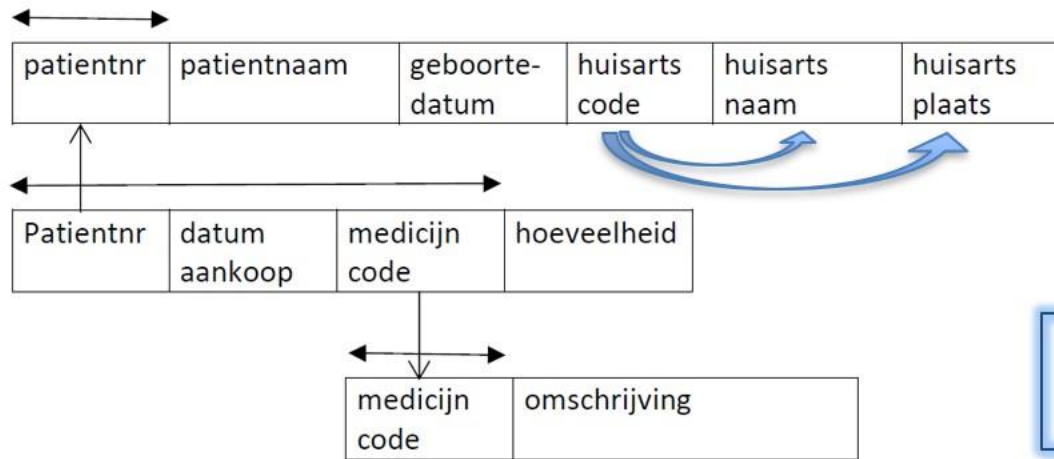 patientnr patientnaam geboorte- huisarts huisarts huisarts
datum code naam plaats
Patientnr datum medicijn hoeveelheid
aankoop code
medicijn omschrijving
code